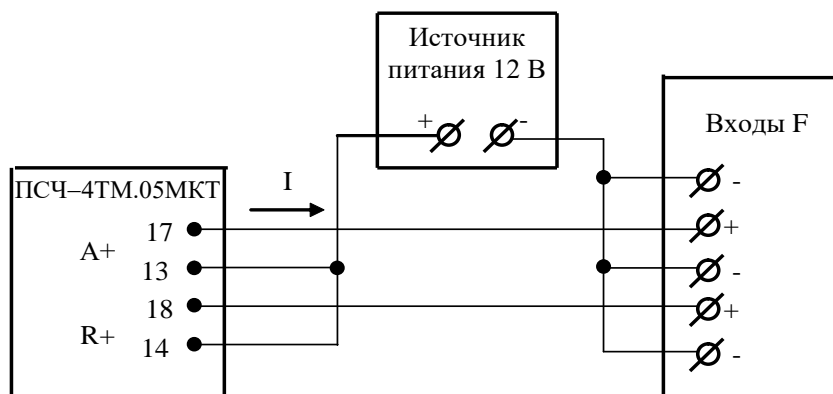 Источник
питания 12 В
+ -
Входы F
ПСЧ–4ТМ.05МКТ
I
-
17
+
А+
13
-
18
+
R+
14
-